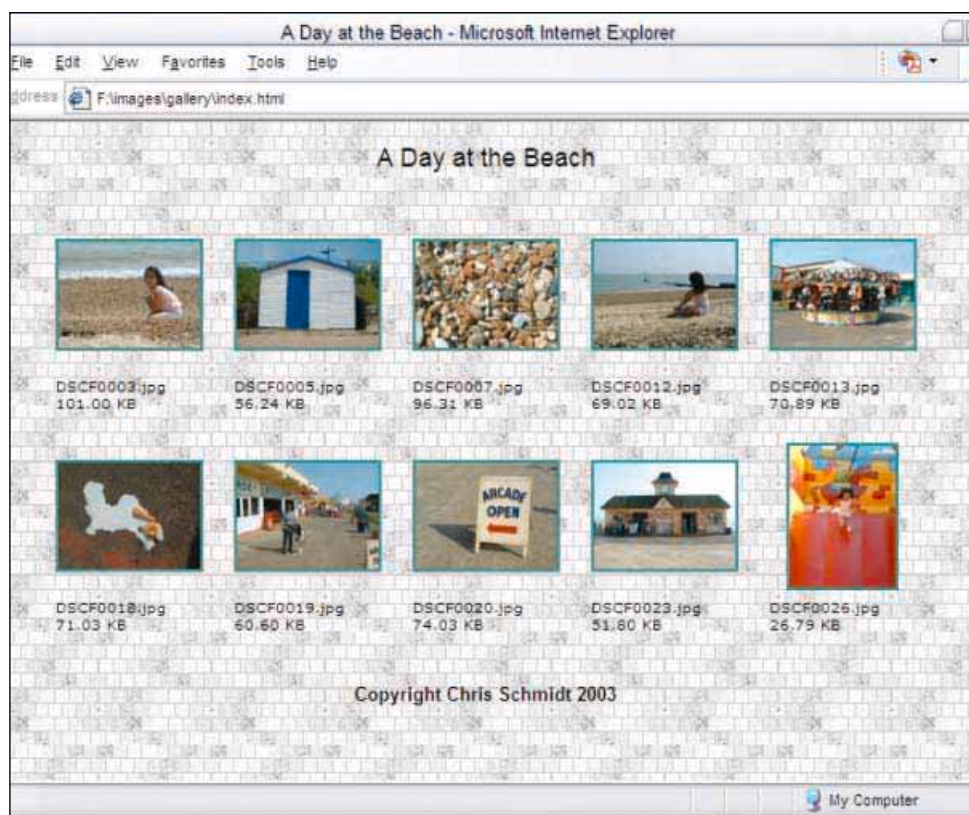 A Day at the Beach - Microsoft Internet Explorer
File Edit View Favorites Tools Help
ddress F:\images\gallery\index.html
A Day at the Beach
DSCF0003.jpg DSCF0005.jpg DSCF0007.jpg DSCF0012.jpg DSCF0013.jpg
101.00 KB 56.24 KB 96.31 KB 69.02 KB 70.89 KB
ARCADE
OPEN
DSCF0018.jpg DSCF0019.jpg DSCF0020.jpg DSCF0023.jpg DSCF0026.jpg
71.03 KB 60.60 KB 74.03 KB 51.80 KB 26.79 KB
Copyright Chris Schmidt 2003
My Computer